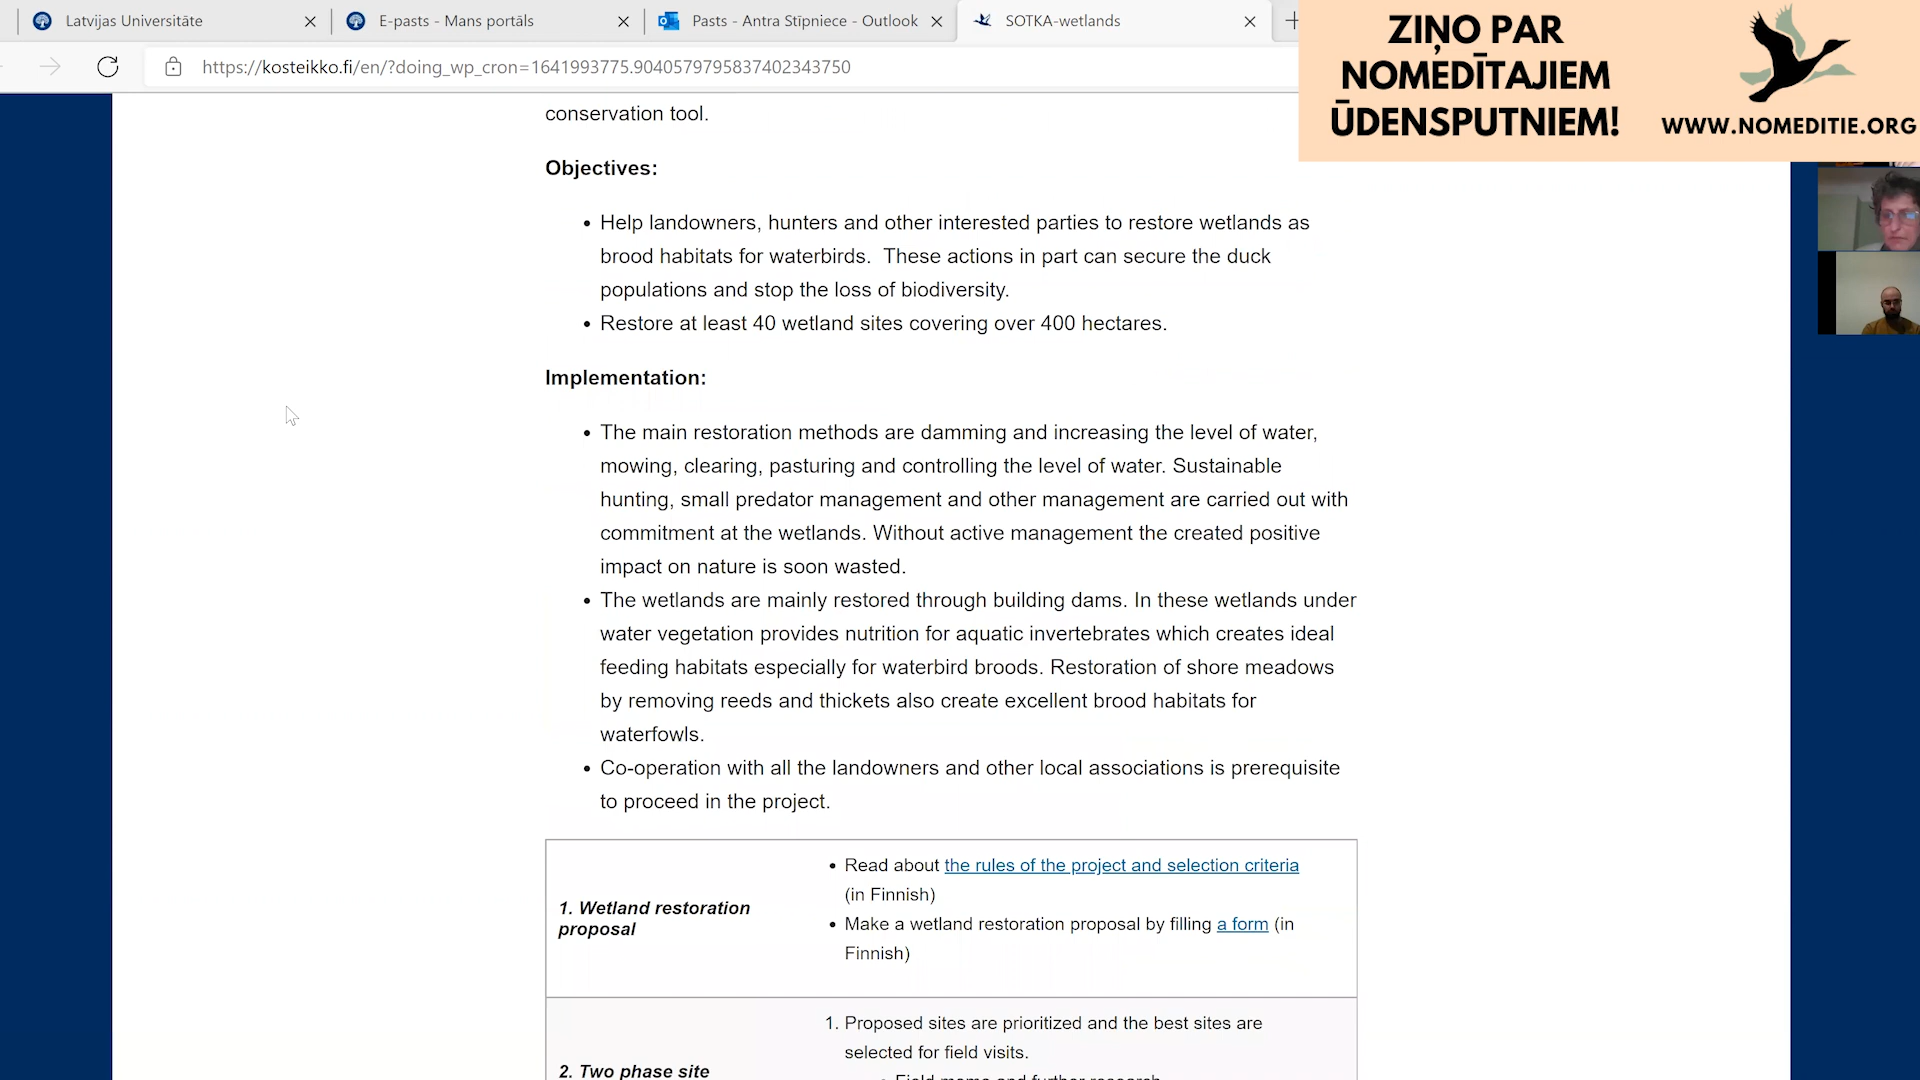 Latvijas Universitāte
E-pasts - Mans portāls
Pasts - Antra Stīpniece - Outlook
SOTKA-wetlands
https://kosteikko.fi/en/?doing_wp_cron=1641993775.9040579795837402343750
ZIŅO PAR
NOMEDĪTAJIEM
ŪDENSPUTNIEM!
WWW.NOMEDITIE.ORG
conservation tool.
Objectives:
• Help landowners, hunters and other interested parties to restore wetlands as
brood habitats for waterbirds. These actions in part can secure the duck
populations and stop the loss of biodiversity.
• Restore at least 40 wetland sites covering over 400 hectares.
Implementation:
• The main restoration methods are damming and increasing the level of water,
mowing, clearing, pasturing and controlling the level of water. Sustainable
hunting, small predator management and other management are carried out with
commitment at the wetlands. Without active management the created positive
impact on nature is soon wasted.
• The wetlands are mainly restored through building dams. In these wetlands under
water vegetation provides nutrition for aquatic invertebrates which creates ideal
feeding habitats especially for waterbird broods. Restoration of shore meadows
by removing reeds and thickets also create excellent brood habitats for
waterfowls.
• Co-operation with all the landowners and other local associations is prerequisite
to proceed in the project.
1. Wetland restoration
proposal
• Read about the rules of the project and selection criteria
(in Finnish)
• Make a wetland restoration proposal by filling a form (in
Finnish)
2. Two phase site
1. Proposed sites are prioritized and the best sites are
selected for field visits.
Field memo and further research